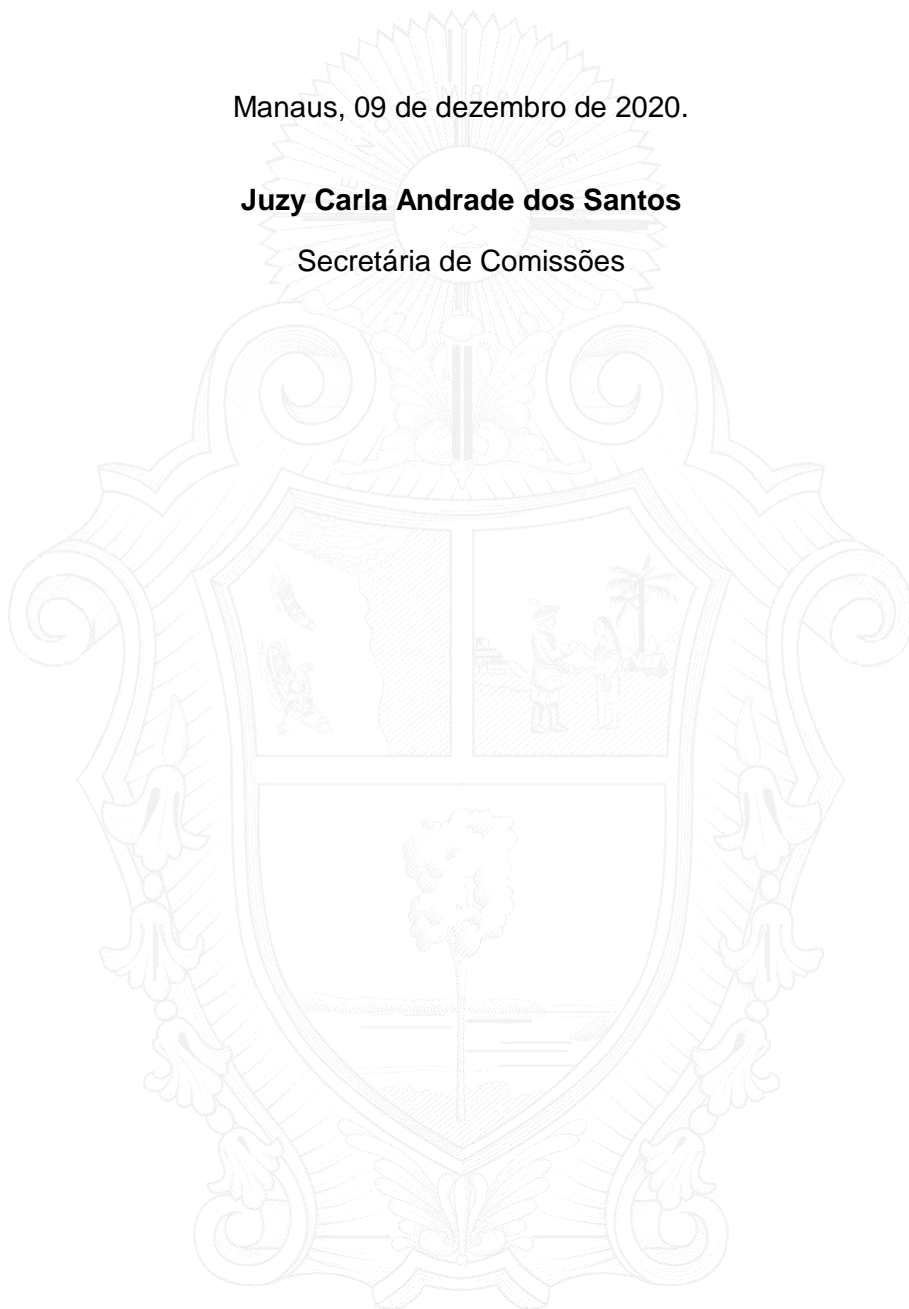 Manaus, 09 de dezembro de 2020.
Juzy Carla Andrade dos Santos
Secretária de Comissões